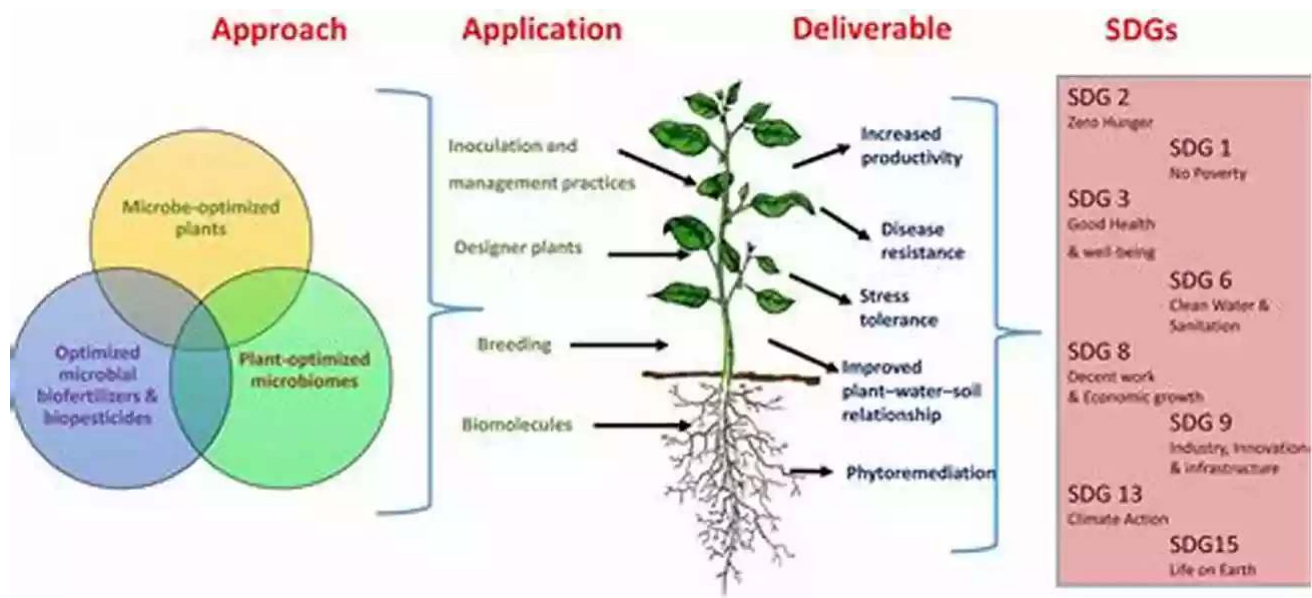 Approach
Application
Deliverable
SDGs
Microbe-optimized
plants
Optimized
microbial
biofertilizers &
biopesticides
Plant-optimized
microbiomes
Inoculation and
management practices
Designer plants
Breeding
Biomolecules
Increased
productivity
Disease
resistance
Stress
tolerance
Improved
plant–water–soil
relationship
Phytoremediation
SDG 2
Zero Hunger
SDG 1
No Poverty
SDG 3
Good Health
& well-being
SDG 6
Clean Water &
Sanitation
SDG 8
Decent work
& Economic growth
SDG 9
Industry, Innovation
& infrastructure
SDG 13
Climate Action
SDG15
Life on Earth